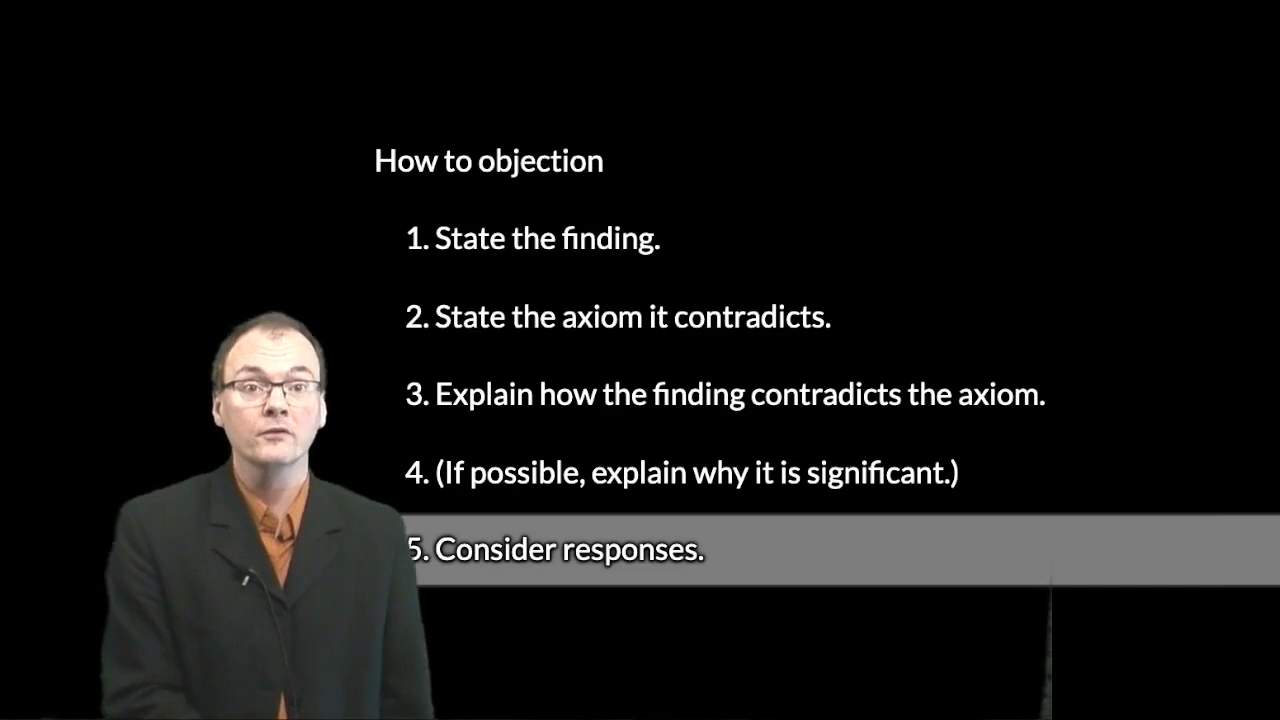 How to objection
1. State the finding.
2. State the axiom it contradicts.
3. Explain how the finding contradicts the axiom.
4. (If possible, explain why it is significant.)
5. Consider responses.